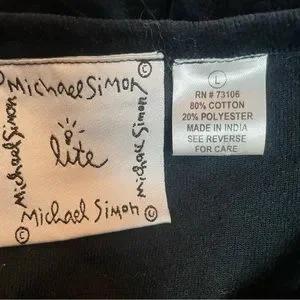 Michael Simon ©
Michael Simon
lite
Michael Simon
© Michael Simon ©
L
RN # 73106
80% COTTON
20% POLYESTER
MADE IN INDIA
SEE REVERSE
FOR CARE